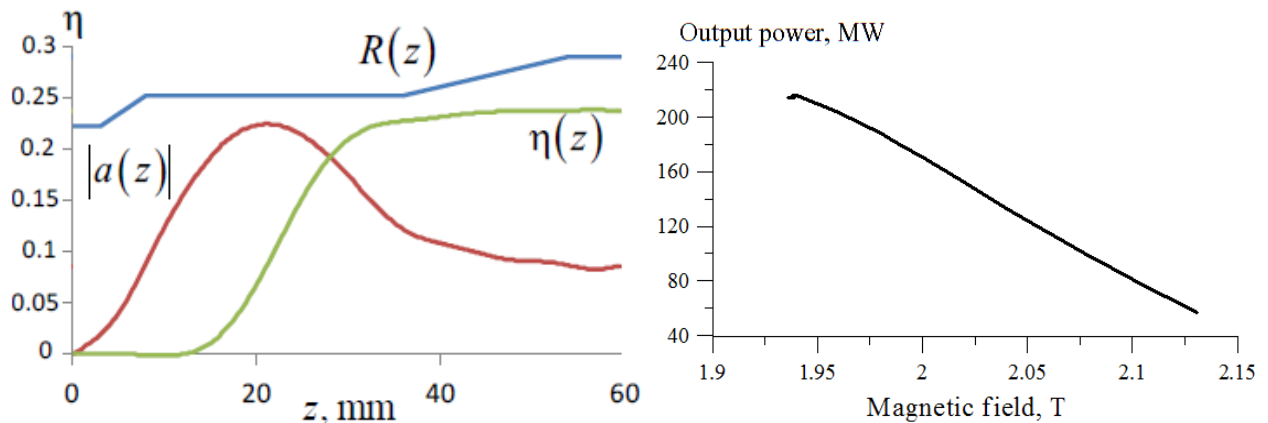 η
0.3
0.25
0.2
0.15
0.1
0.05
0
R(z)
|a(z)|
η(z)
0 20 40 60
z, mm
Output power, MW
240
200
160
120
80
40
1.9 1.95 2 2.05 2.1 2.15
Magnetic field, T